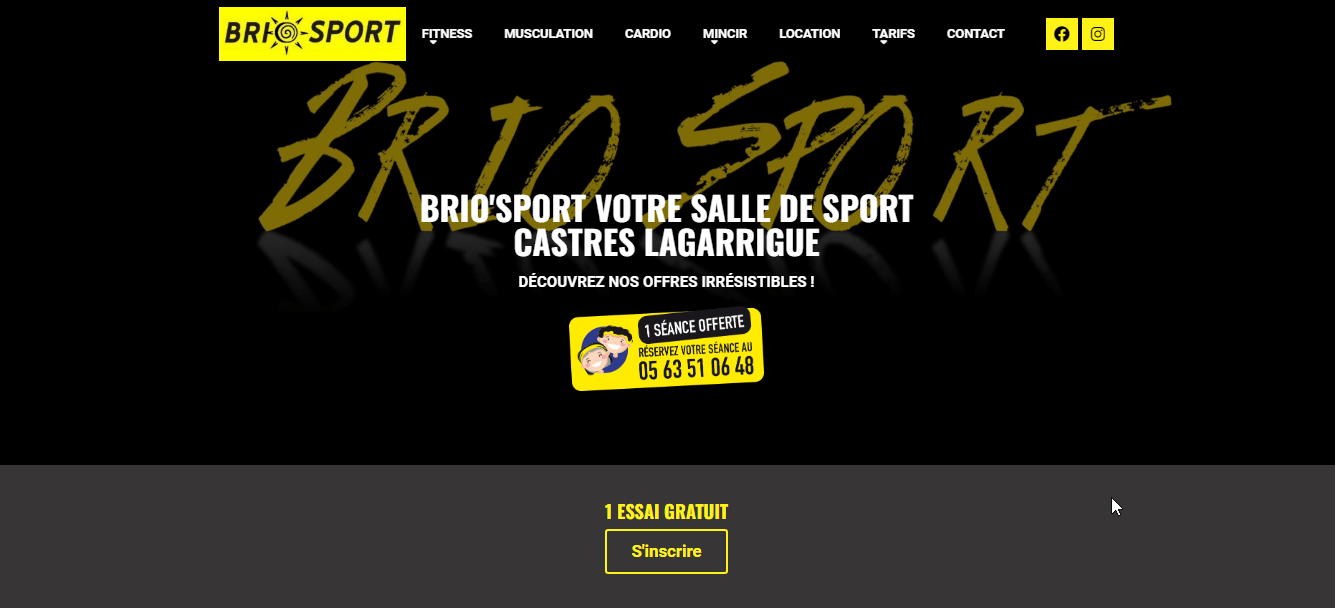 BRIO SPORT
FITNESS
MUSCULATION
CARDIO
MINCIR
LOCATION
TARIFS
CONTACT
BRIO SPORT
BRIO'SPORT VOTRE SALLE DE SPORT
CASTRES LAGARRIGUE
DÉCOUVREZ NOS OFFRES IRRÉSISTIBLES !
1 SÉANCE OFFERTE
RÉSERVEZ VOTRE SÉANCE AU
05 63 51 06 48
1 ESSAI GRATUIT
S'inscrire